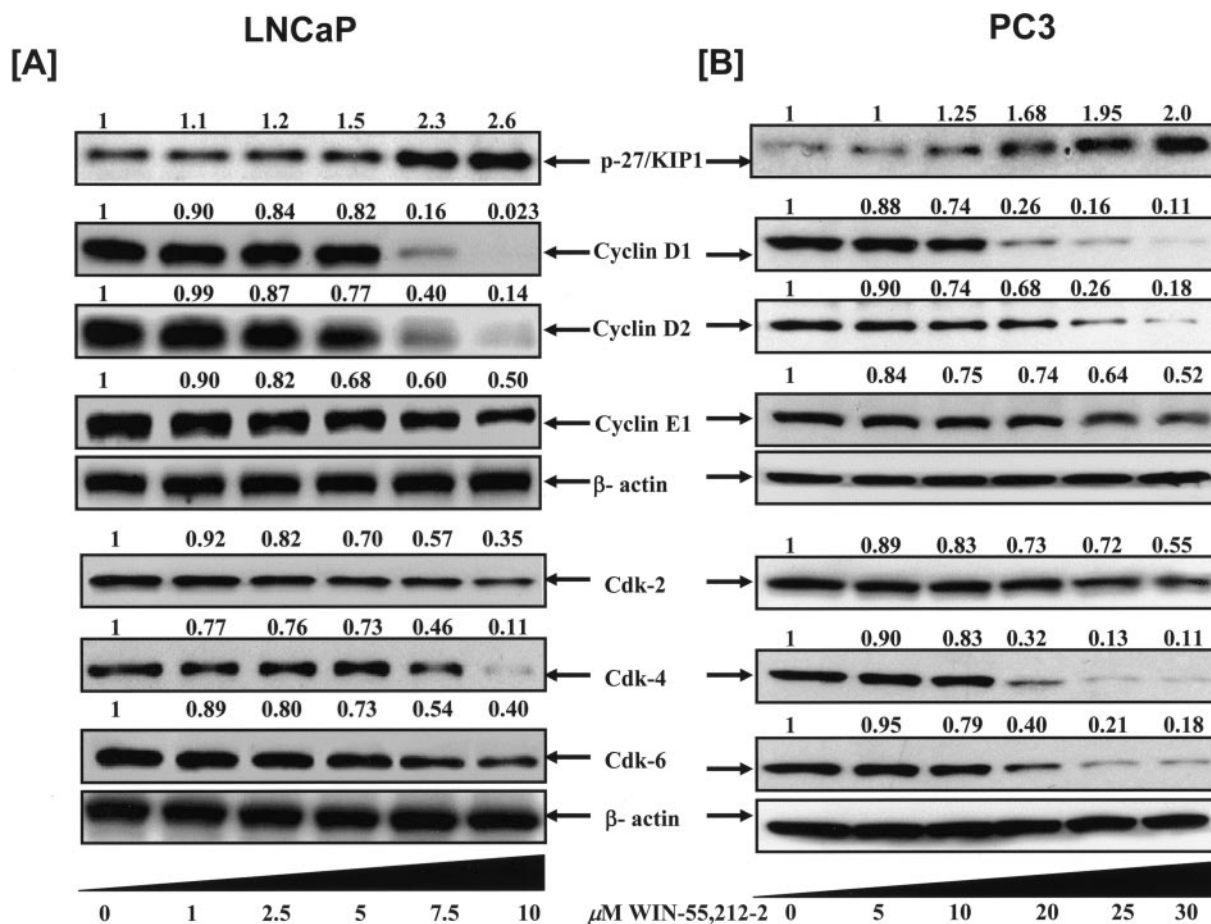 LNCaP PC3
[A] [B]
1 1.1 1.2 1.5 2.3 2.6 1 1 1.25 1.68 1.95 2.0
p-27/KIP1
1 0.90 0.84 0.82 0.16 0.023 1 0.88 0.74 0.26 0.16 0.11
Cyclin D1
1 0.99 0.87 0.77 0.40 0.14 1 0.90 0.74 0.68 0.26 0.18
Cyclin D2
1 0.90 0.82 0.68 0.60 0.50 1 0.84 0.75 0.74 0.64 0.52
Cyclin E1
β- actin
1 0.92 0.82 0.70 0.57 0.35 1 0.89 0.83 0.73 0.72 0.55
Cdk-2
1 0.77 0.76 0.73 0.46 0.11 1 0.90 0.83 0.32 0.13 0.11
Cdk-4
1 0.89 0.80 0.73 0.54 0.40 1 0.95 0.79 0.40 0.21 0.18
Cdk-6
β- actin
0 1 2.5 5 7.5 10 μM WIN-55,212-2 0 5 10 20 25 30